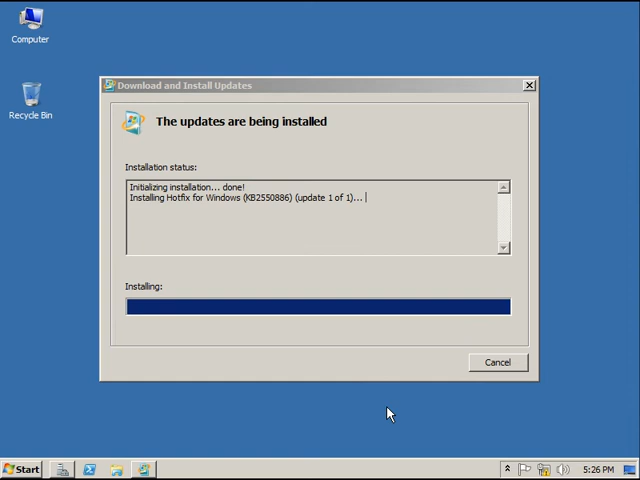 Computer
Recycle Bin
Download and Install Updates
The updates are being installed
Installation status:
Initializing installation... done!
Installing Hotfix for Windows (KB2550886) (update 1 of 1)...
Installing:
Cancel
Start
5:26 PM